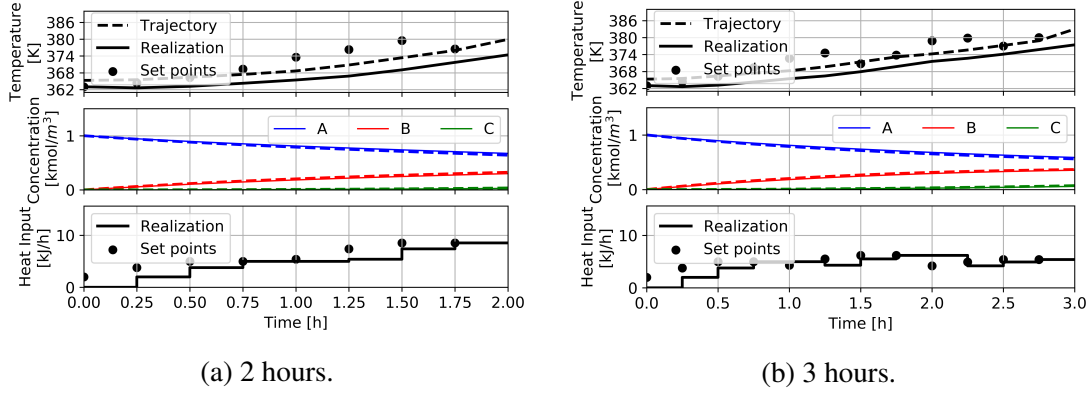 Temperature
[K]
386
380
374
368
362
Trajectory
Realization
Set points
Concentration
[kmol/m³]
1
0
A B C
Heat Input
[kJ/h]
10
0
Realization
Set points
0.00 0.25 0.50 0.75 1.00 1.25 1.50 1.75 2.00
Time [h]
(a) 2 hours.
Temperature
[K]
386
380
374
368
362
Trajectory
Realization
Set points
Concentration
[kmol/m³]
1
0
A B C
Heat Input
[kJ/h]
10
0
Realization
Set points
0.0 0.5 1.0 1.5 2.0 2.5 3.0
Time [h]
(b) 3 hours.